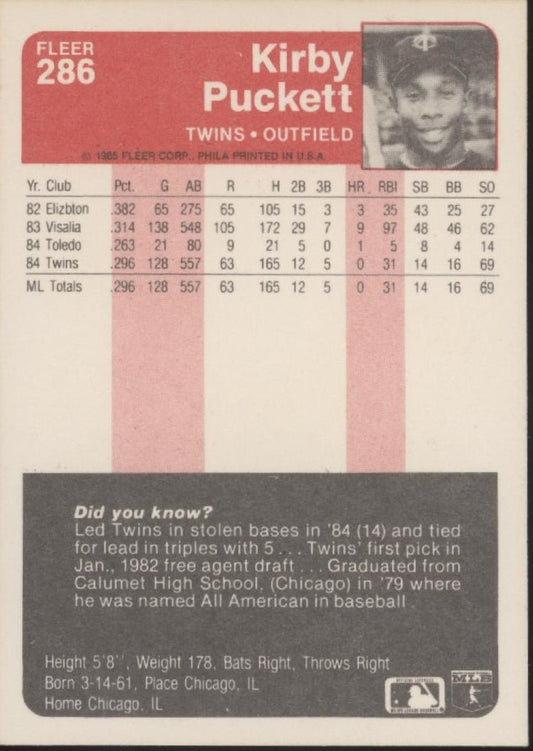 FLEER
286
Kirby
Puckett
TWINS • OUTFIELD
© 1985 FLEER CORP., PHILA PRINTED IN U.S.A.
Yr. Club Pct. G AB R H 2B 3B HR RBI SB BB SO
82 Elizbton .382 65 275 65 105 15 3 3 35 43 25 27
83 Visalia .314 138 548 105 172 29 7 9 97 48 46 62
84 Toledo .263 21 80 9 21 5 0 1 5 8 4 14
84 Twins .296 128 557 63 165 12 5 0 31 14 16 69
ML Totals .296 128 557 63 165 12 5 0 31 14 16 69
Did you know?
Led Twins in stolen bases in '84 (14) and tied
for lead in triples with 5 . . . Twins' first pick in
Jan., 1982 free agent draft . . . Graduated from
Calumet High School, (Chicago) in '79 where
he was named All American in baseball.
Height 5'8'', Weight 178, Bats Right, Throws Right
Born 3-14-61, Place Chicago, IL
Home Chicago, IL
MLB